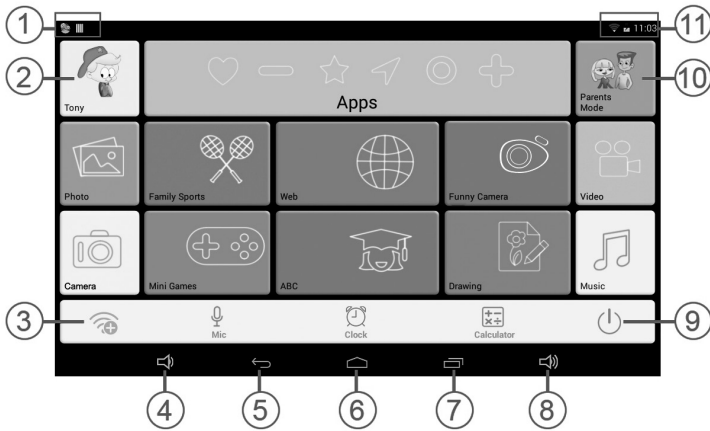 1
11
11:03
2
10
Tony
Apps
Parents
Mode
Photo
Family Sports
Web
Funny Camera
Video
Camera
Mini Games
ABC
Drawing
Music
3
Mic
Clock
Calculator
9
4
5
6
7
8